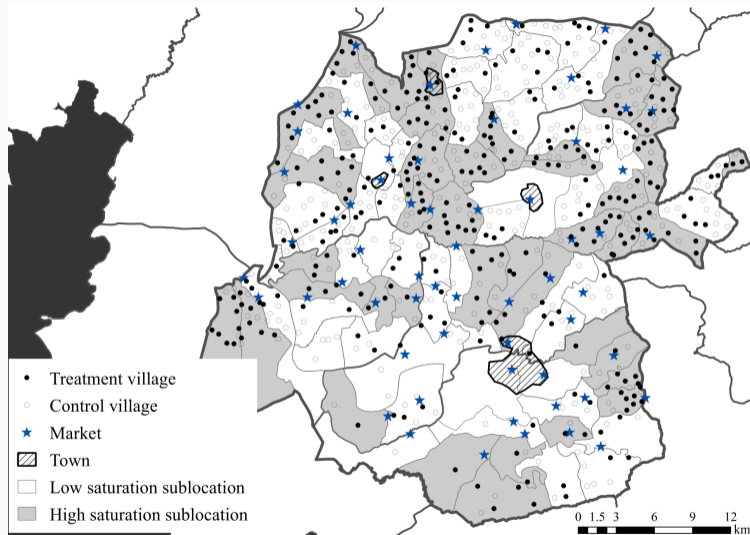 Treatment village
Control village
Market
Town
Low saturation sublocation
High saturation sublocation
0 1.5 3 6 9 12
km